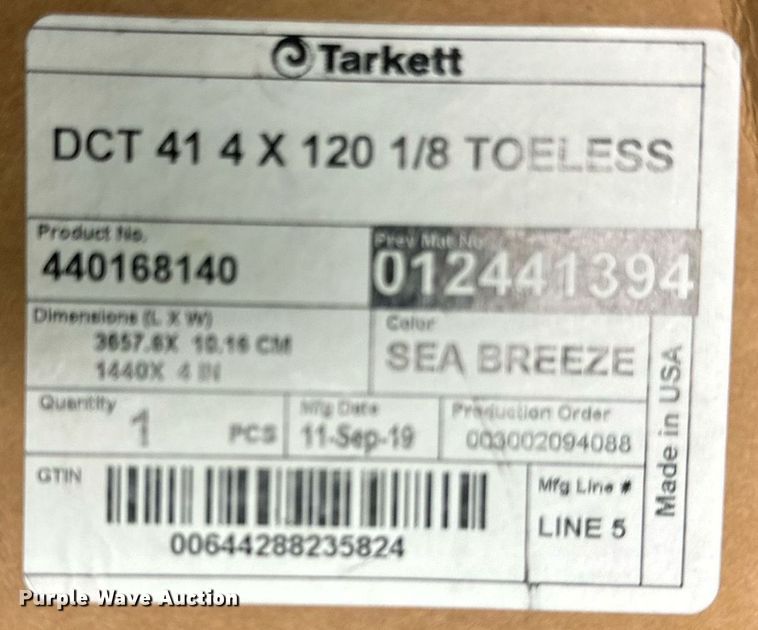 Tarkett
DCT 41 4 X 120 1/8 TOELESS
Product No.
440168140
Prev Mat No
012441394
Dimensions (L X W)
3657.6X 10.16 CM
1440X 4 IN
Color
SEA BREEZE
Quantity
1 PCS
Mfg Date
11-Sep-19
Production Order
003002094088
Made in USA
GTIN
00644288235824
Mfg Line #
LINE 5
Purple Wave Auction